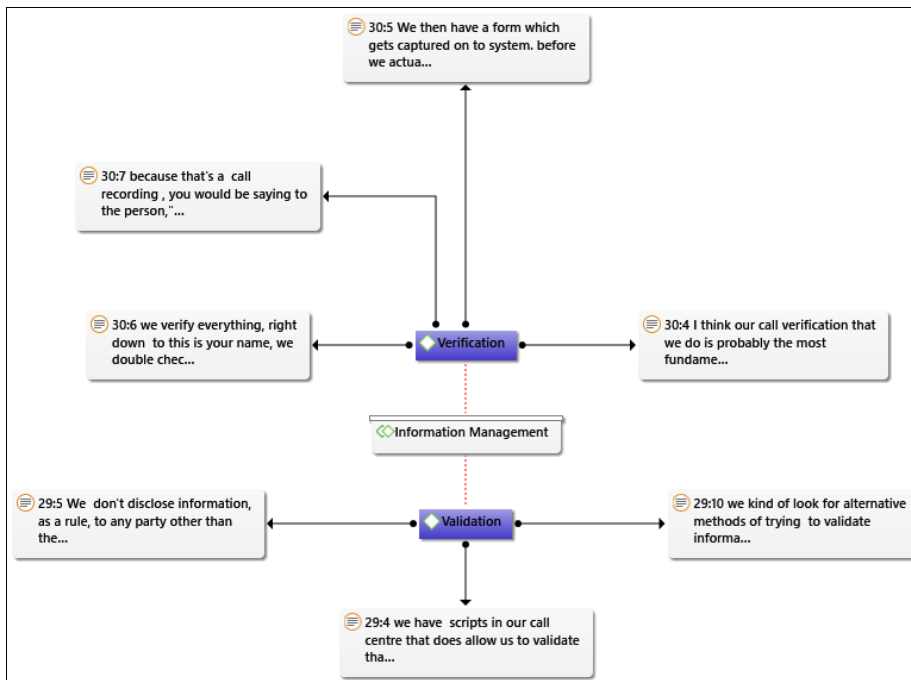 30:5 We then have a form which
gets captured on to system. before
we actua...
30:7 because that's a call
recording , you would be saying to
the person,"...
30:6 we verify everything, right
down to this is your name, we
double chec...
Verification
30:4 I think our call verification that
we do is probably the most
fundame...
Information Management
29:5 We don't disclose information,
as a rule, to any party other than
the...
Validation
29:10 we kind of look for alternative
methods of trying to validate
informa...
29:4 we have scripts in our call
centre that does allow us to validate
tha...